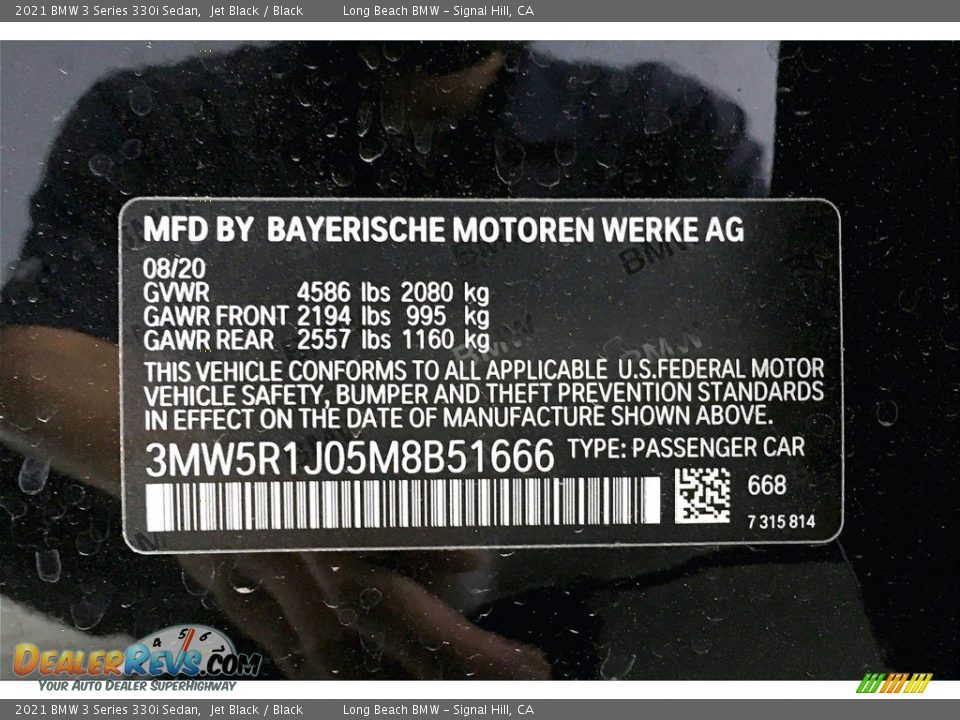 2021 BMW 3 Series 330i Sedan, Jet Black / Black Long Beach BMW - Signal Hill, CA
MFD BY BAYERISCHE MOTOREN WERKE AG
08/20
GVWR 4586 lbs 2080 kg
GAWR FRONT 2194 lbs 995 kg
GAWR REAR 2557 lbs 1160 kg
THIS VEHICLE CONFORMS TO ALL APPLICABLE U.S.FEDERAL MOTOR
VEHICLE SAFETY, BUMPER AND THEFT PREVENTION STANDARDS
IN EFFECT ON THE DATE OF MANUFACTURE SHOWN ABOVE.
3MW5R1J05M8B51666 TYPE: PASSENGER CAR
668
7 315 814
4 5 6
DEALERREVS.COM
YOUR AUTO DEALER SUPERHIGHWAY
2021 BMW 3 Series 330i Sedan, Jet Black / Black Long Beach BMW - Signal Hill, CA